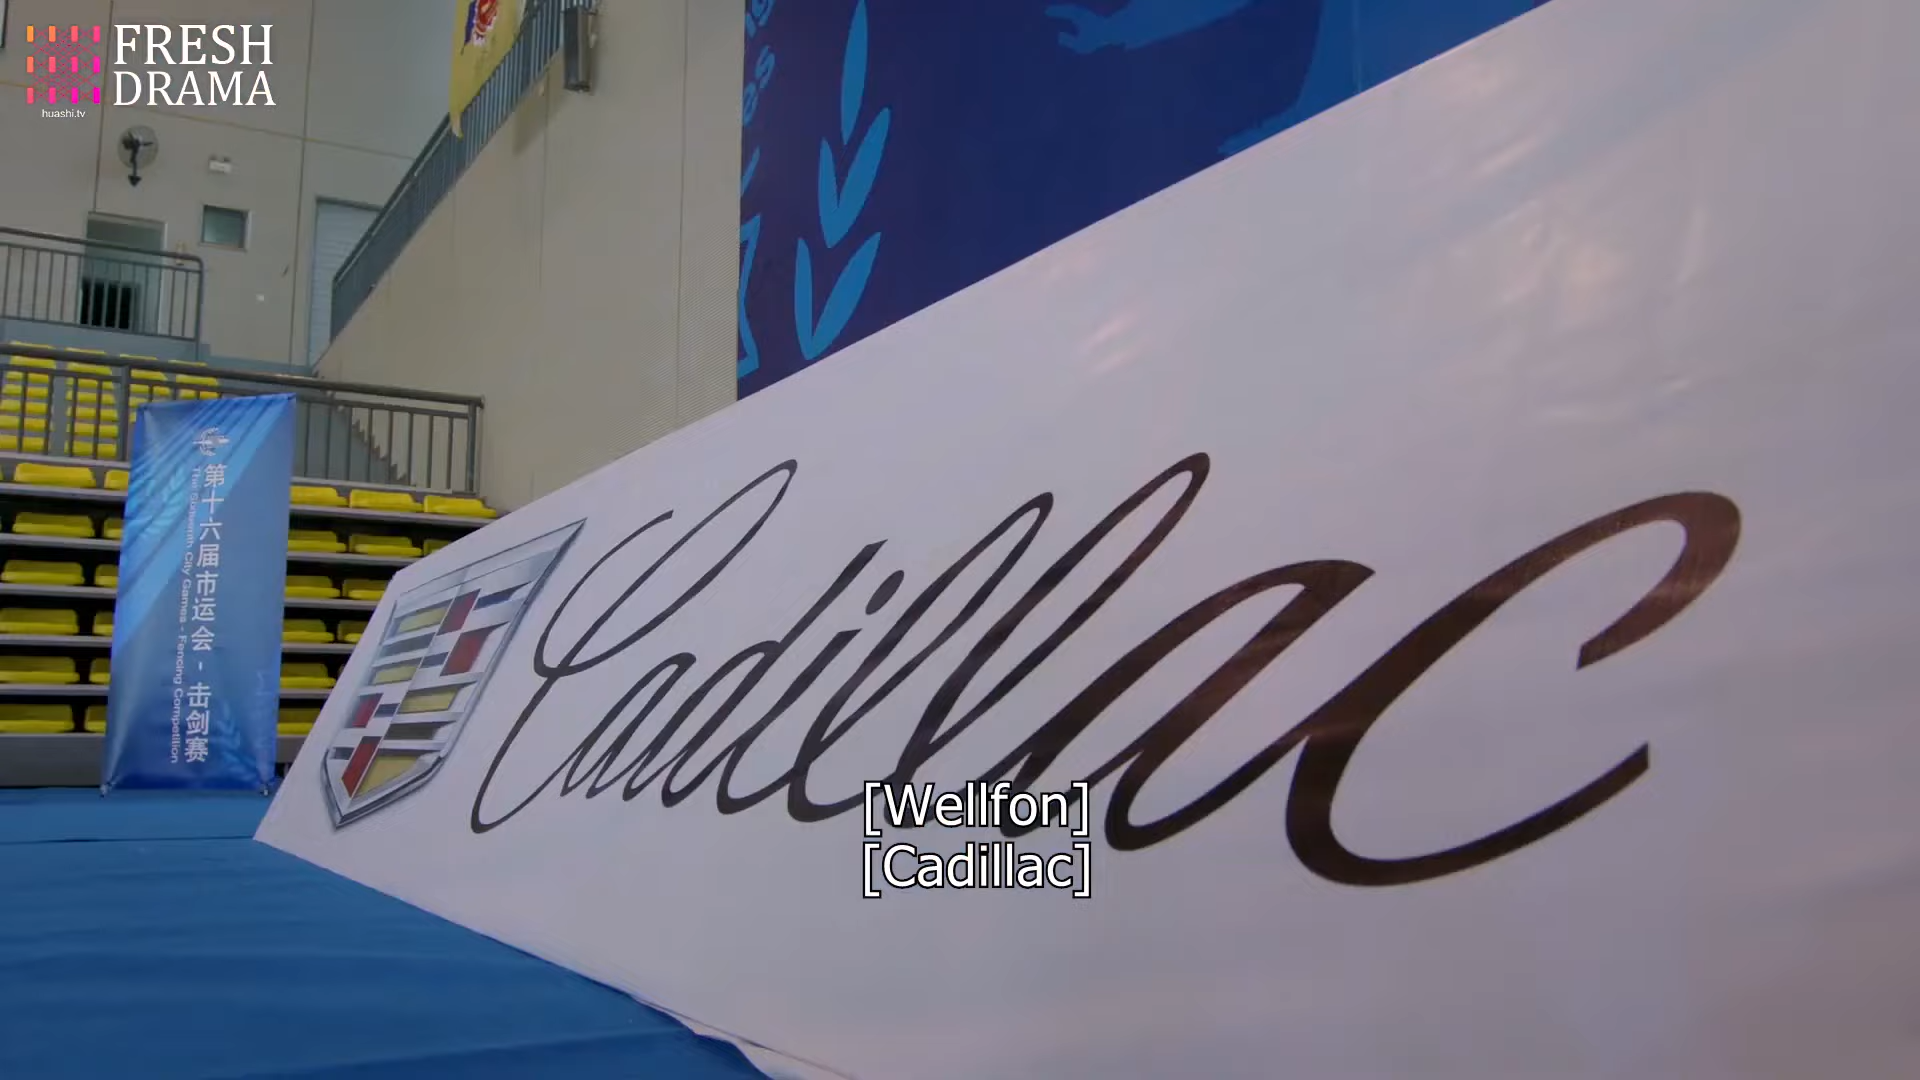 FRESH
DRAMA
huashi.tv
第十六届市运会 - 击剑赛
The Sixteenth City Games - Fencing Competition
Cadillac
[Wellfon]
[Cadillac]